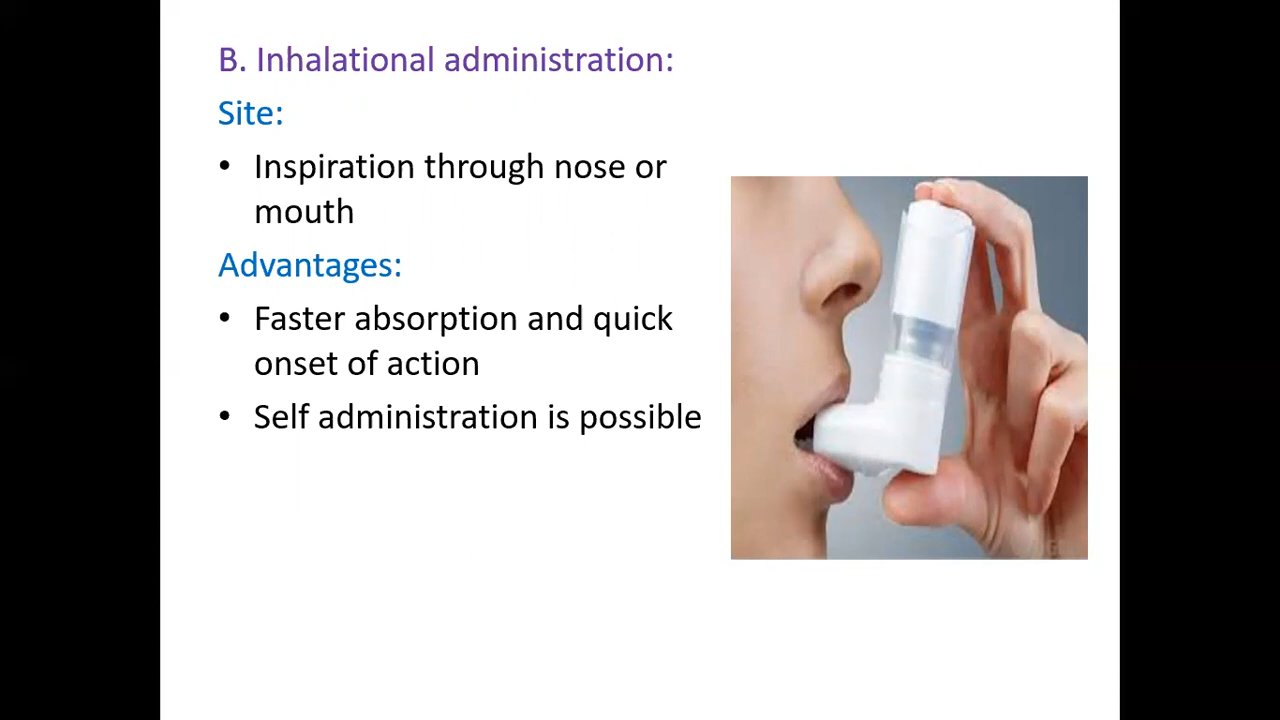 B. Inhalational administration:
Site:
• Inspiration through nose or
mouth
Advantages:
• Faster absorption and quick
onset of action
• Self administration is possible